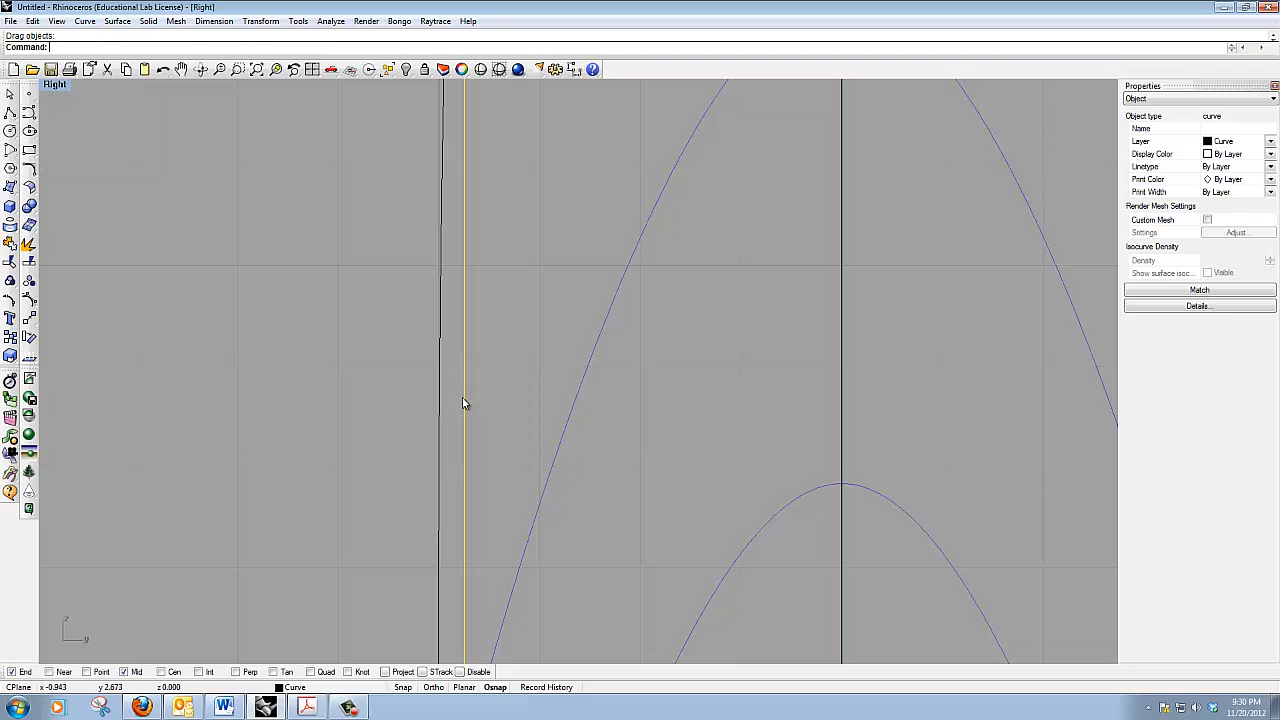 Untitled - Rhinoceros (Educational Lab License) - [Right]
File Edit View Curve Surface Solid Mesh Dimension Transform Tools Analyze Render Bongo Raytrace Help
Drag objects:
Command:
Right
Properties
Object
Object type curve
Name
Layer Curve
Display Color By Layer
Linetype By Layer
Print Color By Layer
Print Width By Layer
Render Mesh Settings
Custom Mesh
Settings Adjust...
Isocurve Density
Density
Show surface isoc... Visible
Match
Details...
z
y
End Near Point Mid Cen Int Perp Tan Quad Knot Project STrack Disable
CPlane x -0.943 y 2.673 z 0.000 Curve Snap Ortho Planar Osnap Record History
9:30 PM
11/20/2012